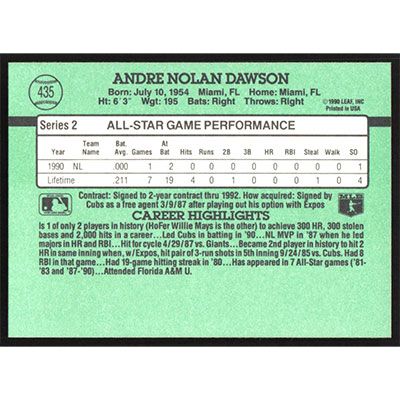 435
ANDRE NOLAN DAWSON
Born: July 10, 1954 Miami, FL Home: Miami, FL
Ht: 6'3" Wgt: 195 Bats: Right Throws: Right
©1990 LEAF, INC
Printed in USA
Series 2 ALL-STAR GAME PERFORMANCE
Year Team Name Bat. Avg. Games At Bat Hits Runs 2B 3B HR RBI Steal Walk SO
1990 NL .000 1 2 0 0 0 0 0 0 0 0 1
Lifetime .211 7 19 4 0 0 0 0 0 0 0 4
Contract: Signed to 2-year contract thru 1992. How acquired: Signed by
Cubs as a free agent 3/9/87 after playing out his option with Expos
MLB
CAREER HIGHLIGHTS
Is 1 of only 2 players in history (HoFer Willie Mays is the other) to achieve 300 HR, 300 stolen
bases and 2,000 hits in a career... Led Cubs in batting in '90... NL MVP in '87 when he led
majors in HR and RBI... Hit for cycle 4/29/87 vs. Giants... Became 2nd player in history to hit 2
HR in same inning when, w/Expos, hit pair of 3-run shots in 5th inning 9/24/85 vs. Cubs. Had 8
RBI in that game... Had 19-game hitting streak in '80... Has appeared in 7 All-Star games ('81-
'83 and '87-'90)... Attended Florida A&M U.